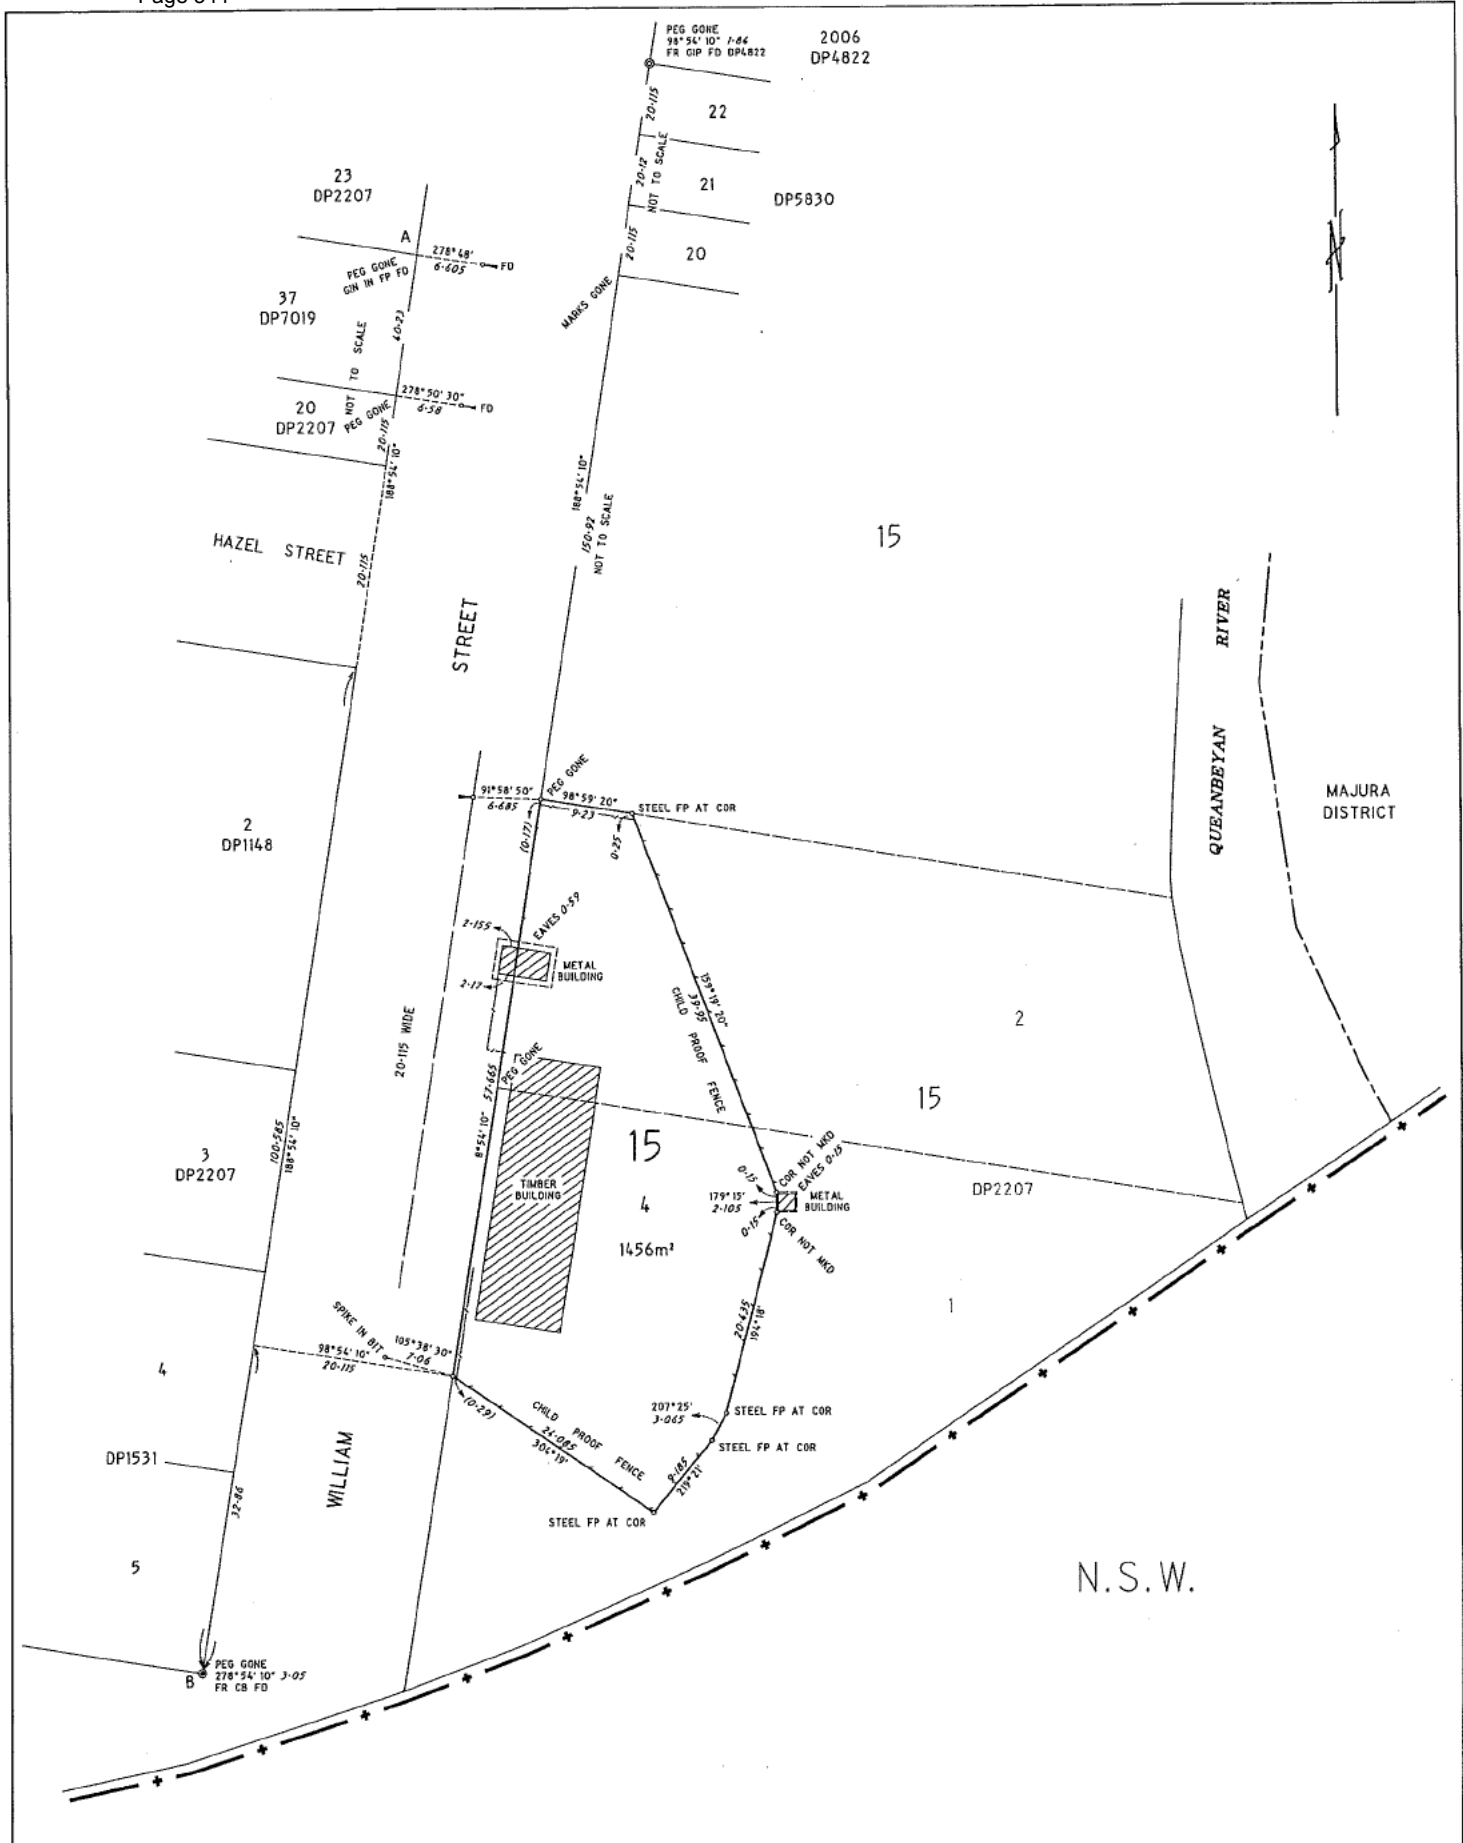 PEG GONE
98°54'10" 1·86
FR GIP FD DP4822
2006
DP4822
20·115
22
20·12
NOT TO SCALE
21
DP5830
20·115
20
MARKS GONE
23
DP2207
A
278°48'
6·605
FD
PEG GONE
GIN IN FP FD
37
DP7019
40·23
NOT TO SCALE
278°50'30"
6·58
FD
20
DP2207
PEG GONE
20·115
188°54'10"
HAZEL STREET
20·115
188°54'10"
150·92
NOT TO SCALE
15
N
STREET
QUEANBEYAN RIVER
MAJURA
DISTRICT
2
DP1148
91°58'50"
6·685
PEG GONE
98°59'20"
9·23
STEEL FP AT COR
(0·17)
0·25
2·155
EAVES 0·59
METAL
BUILDING
2·17
159°19'20"
39·95
CHILD PROOF FENCE
2
20·115 WIDE
PEG GONE
8°54'10" 57·665
15
15
3
DP2207
100·585
188°54'10"
TIMBER
BUILDING
4
1456m²
COR NOT MKD
EAVES 0·15
0·15
179°15'
2·105
0·15
METAL
BUILDING
COR NOT MKD
DP2207
1
20·435
194°18'
SPIKE IN BIT
105°38'30"
7·06
98°54'10"
20·115
4
(0·29)
CHILD PROOF FENCE
24·085
304°19'
207°25'
3·065
STEEL FP AT COR
STEEL FP AT COR
9·185
219°21'
STEEL FP AT COR
DP1531
WILLIAM
32·86
5
N.S.W.
B
PEG GONE
278°54'10" 3·05
FR CB FD